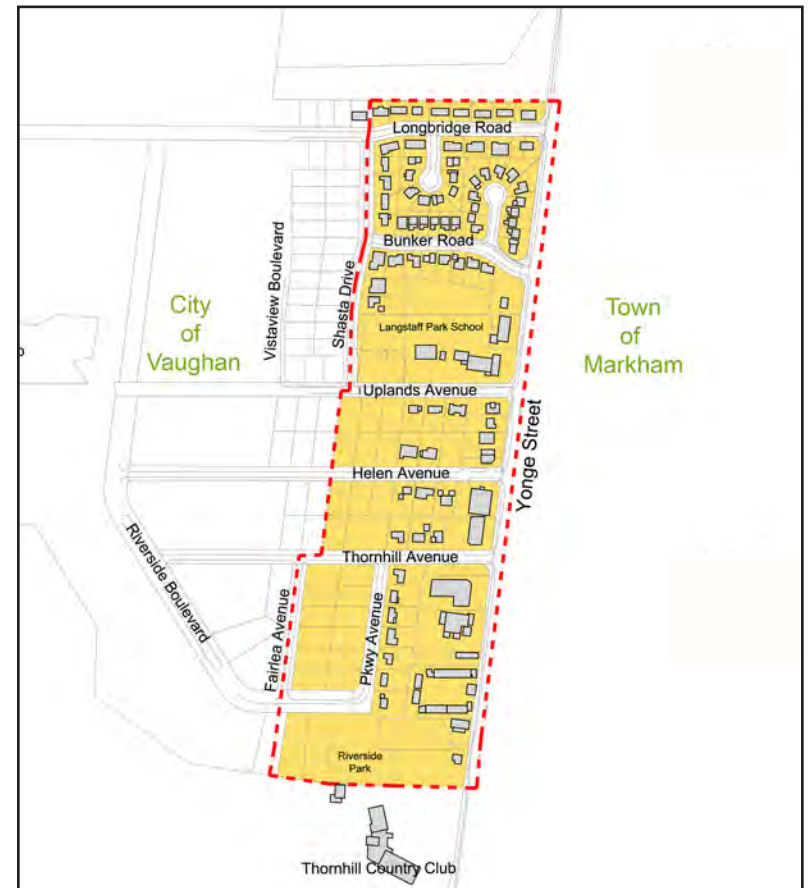 Longbridge Road
Bunker Road
Vistaview Boulevard
Shasta Drive
City
of
Vaughan
Langstaff Park School
Town
of
Markham
Uplands Avenue
Yonge Street
Helen Avenue
Riverside Boulevard
Thornhill Avenue
Fairlea Avenue
Pkwy Avenue
Riverside
Park
Thornhill Country Club